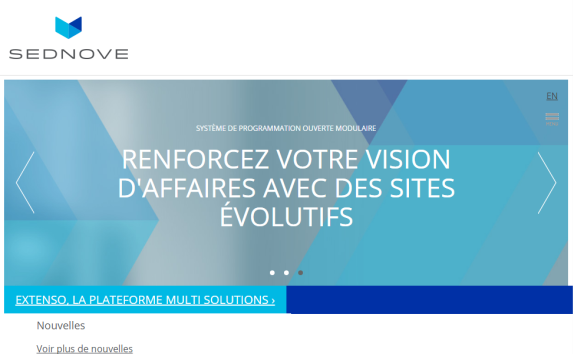 SEDNOVE
EN
SYSTÈME DE PROGRAMMATION OUVERTE MODULAIRE
RENFORCEZ VOTRE VISION
D'AFFAIRES AVEC DES SITES
ÉVOLUTIFS
EXTENSO, LA PLATEFORME MULTI SOLUTIONS ›
Nouvelles
Voir plus de nouvelles